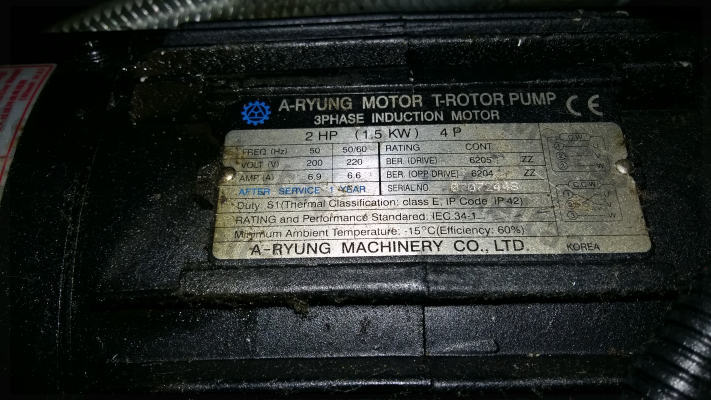 A-RYUNG MOTOR T-ROTOR PUMP CE
3PHASE INDUCTION MOTOR
2 HP (1.5 KW) 4 P
FREQ (Hz) 50 50/60 RATING CONT
VOLT (V) 200 220 BER. (DRIVE) 6205 ZZ
AMP (A) 6.9 6.6 BER. (OPP DRIVE) 6204 ZZ
AFTER SERVICE 1 YEAR SERIAL NO
Duty: S1(Thermal Classification: class E, IP Code IP 42)
RATING and Performance Standared: IEC 34-1
Minimum Ambient Temperature: -15°C(Efficiency: 60%)
A-RYUNG MACHINERY CO., LTD. KOREA